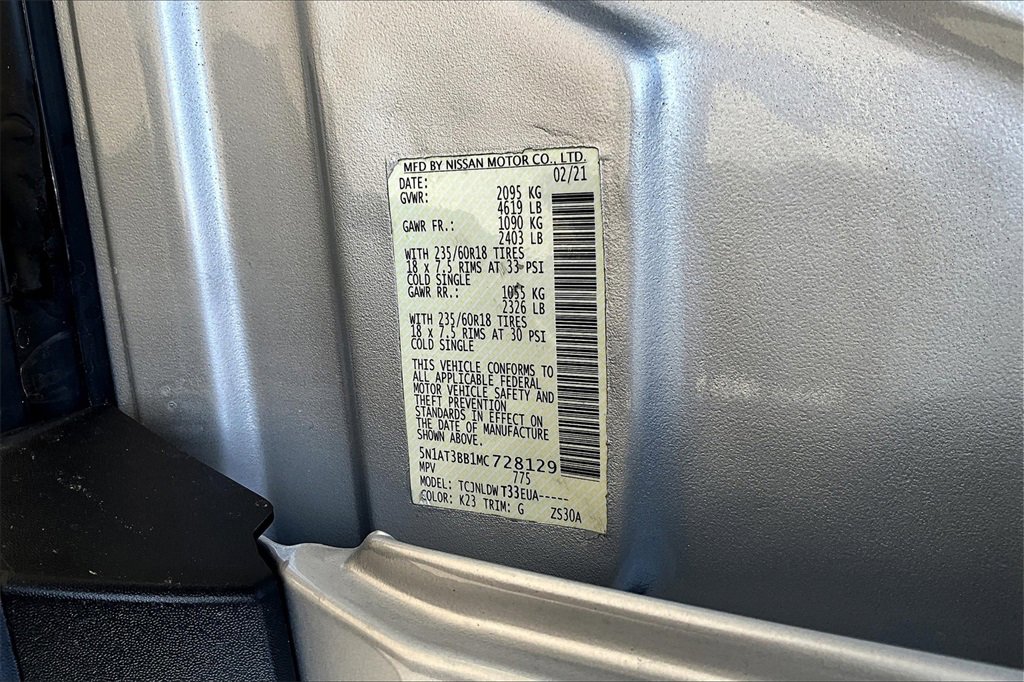 MFD BY NISSAN MOTOR CO., LTD.
DATE: 02/21
GVWR: 2095 KG
4619 LB
GAWR FR.: 1090 KG
2403 LB
WITH 235/60R18 TIRES
18 x 7.5 RIMS AT 33 PSI
COLD SINGLE
GAWR RR.: 1055 KG
2326 LB
WITH 235/60R18 TIRES
18 x 7.5 RIMS AT 30 PSI
COLD SINGLE
THIS VEHICLE CONFORMS TO
ALL APPLICABLE FEDERAL
MOTOR VEHICLE SAFETY AND
THEFT PREVENTION
STANDARDS IN EFFECT ON
THE DATE OF MANUFACTURE
SHOWN ABOVE.
5N1AT3BB1MC728129
MPV 775
MODEL: TCJNLDW T33EUA-----
COLOR: K23 TRIM: G ZS30A